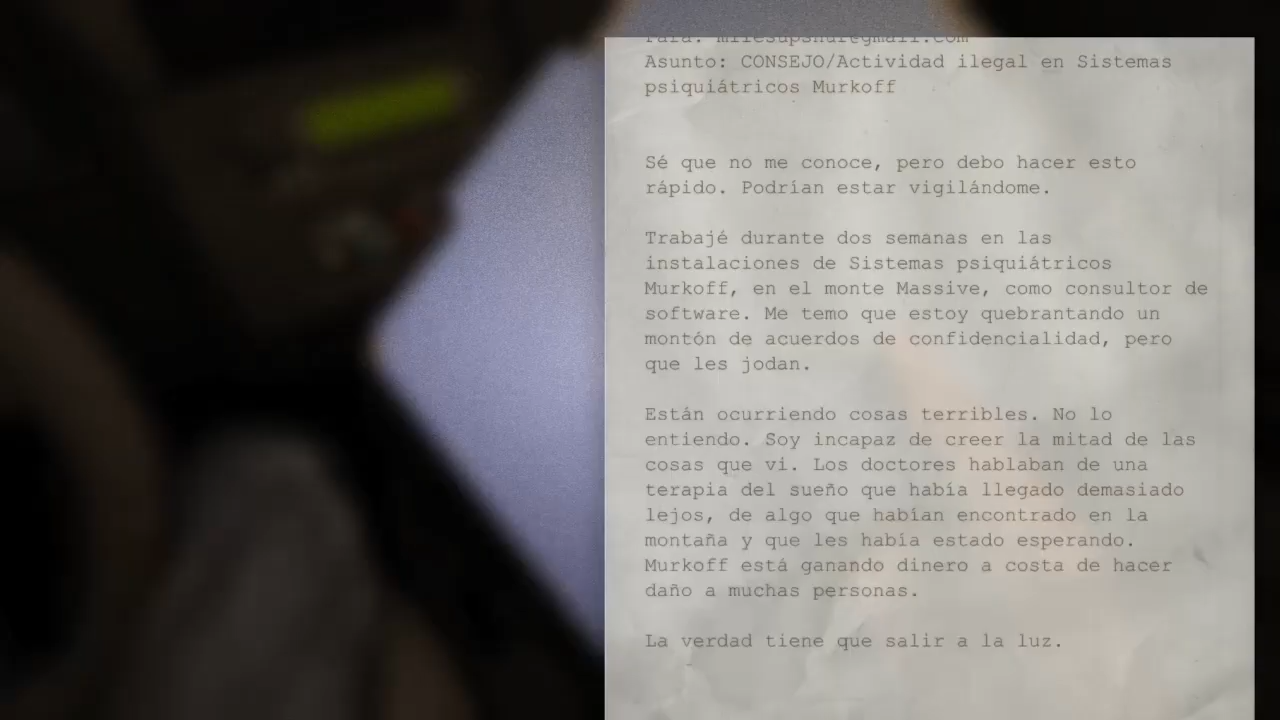 Asunto: CONSEJO/Actividad ilegal en Sistemas
psiquiátricos Murkoff
Sé que no me conoce, pero debo hacer esto
rápido. Podrían estar vigilándome.
Trabajé durante dos semanas en las
instalaciones de Sistemas psiquiátricos
Murkoff, en el monte Massive, como consultor de
software. Me temo que estoy quebrantando un
montón de acuerdos de confidencialidad, pero
que les jodan.
Están ocurriendo cosas terribles. No lo
entiendo. Soy incapaz de creer la mitad de las
cosas que vi. Los doctores hablaban de una
terapia del sueño que había llegado demasiado
lejos, de algo que habían encontrado en la
montaña y que les había estado esperando.
Murkoff está ganando dinero a costa de hacer
daño a muchas personas.
La verdad tiene que salir a la luz.